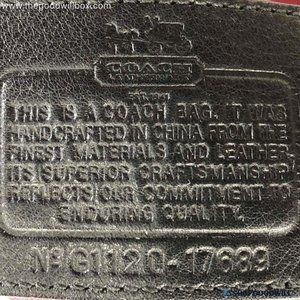 www.thegoodwillbox.com
COACH
LEATHERWARE
THIS IS A COACH BAG. IT WAS
HANDCRAFTED IN CHINA FROM THE
FINEST MATERIALS AND LEATHER.
ITS SUPERIOR CRAFTSMANSHIP
REFLECTS OUR COMMITMENT TO
ENDURING QUALITY.
Nº G1120-17689